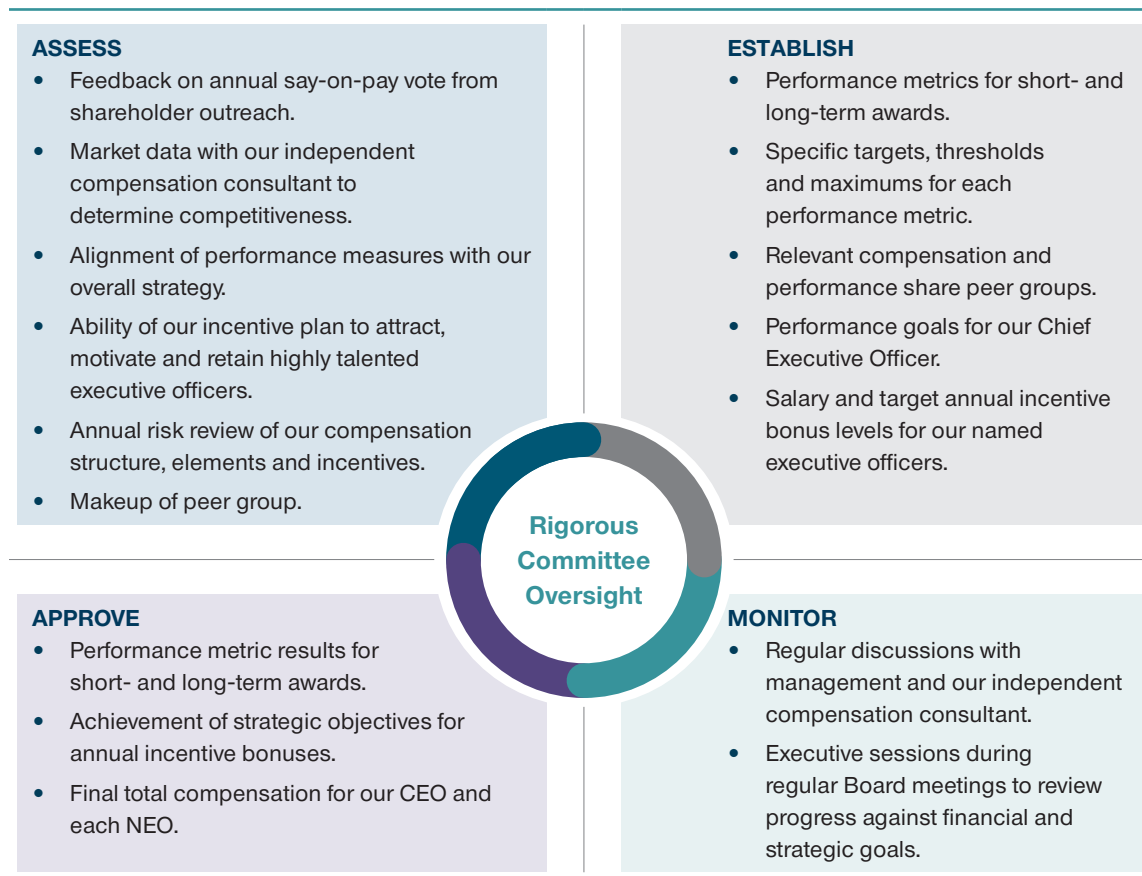 ASSESS
• Feedback on annual say-on-pay vote from
shareholder outreach.
• Market data with our independent
compensation consultant to
determine competitiveness.
• Alignment of performance measures with our
overall strategy.
• Ability of our incentive plan to attract,
motivate and retain highly talented
executive officers.
• Annual risk review of our compensation
structure, elements and incentives.
• Makeup of peer group.
ESTABLISH
• Performance metrics for short- and
long-term awards.
• Specific targets, thresholds
and maximums for each
performance metric.
• Relevant compensation and
performance share peer groups.
• Performance goals for our Chief
Executive Officer.
• Salary and target annual incentive
bonus levels for our named
executive officers.
Rigorous
Committee
Oversight
APPROVE
• Performance metric results for
short- and long-term awards.
• Achievement of strategic objectives for
annual incentive bonuses.
• Final total compensation for our CEO and
each NEO.
MONITOR
• Regular discussions with
management and our independent
compensation consultant.
• Executive sessions during
regular Board meetings to review
progress against financial and
strategic goals.